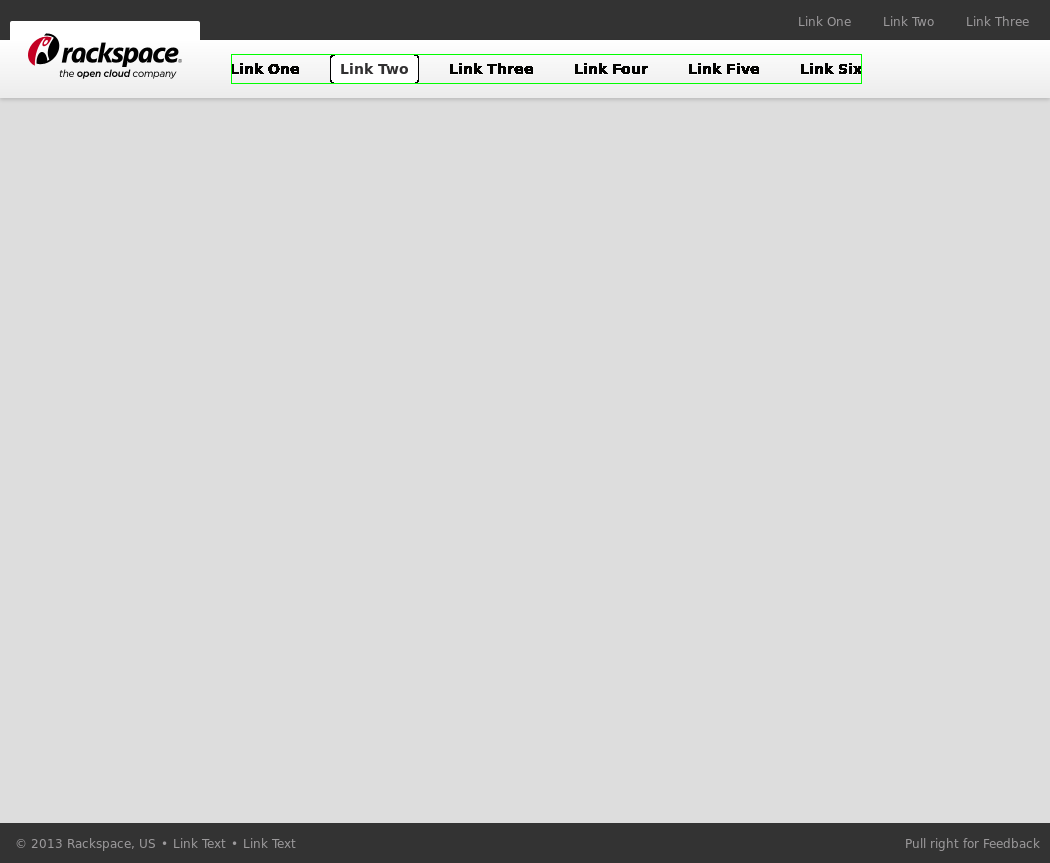 Link One Link Two Link Three
rackspace®
the open cloud company
Link One Link Two Link Three Link Four Link Five Link Six
© 2013 Rackspace, US • Link Text • Link Text Pull right for Feedback